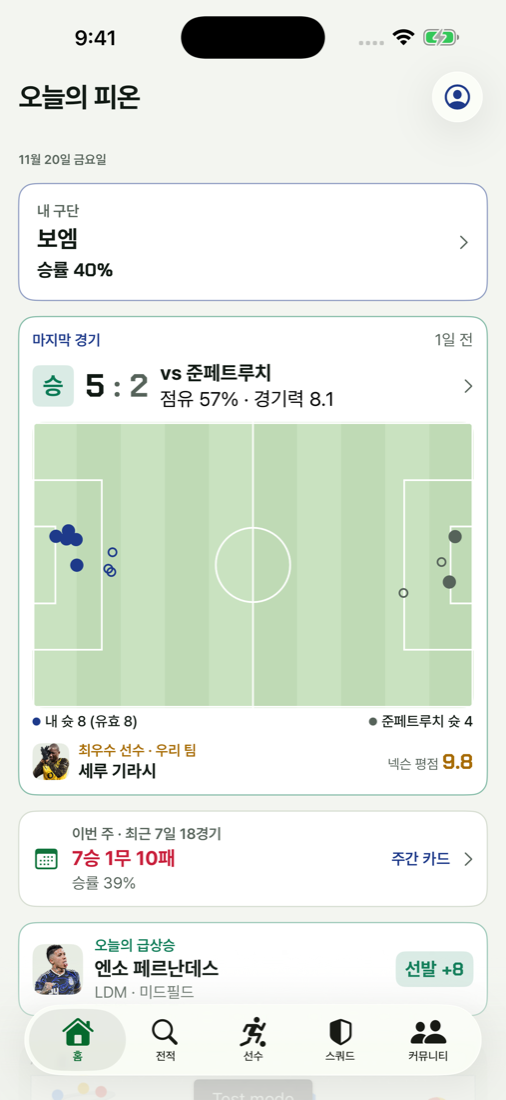 9:41
오늘의 피온
11월 20일 금요일
내 구단
보엠
승률 40%
마지막 경기
1일 전
승
5 : 2
vs 준페트루치
점유 57% · 경기력 8.1
내 슛 8 (유효 8)
준페트루치 슛 4
최우수 선수 · 우리 팀
세루 기라시
넥슨 평점 9.8
이번 주 · 최근 7일 18경기
7승 1무 10패
승률 39%
주간 카드
오늘의 급상승
엔소 페르난데스
LDM · 미드필드
선발 +8
홈
전적
선수
스쿼드
커뮤니티
Test mode